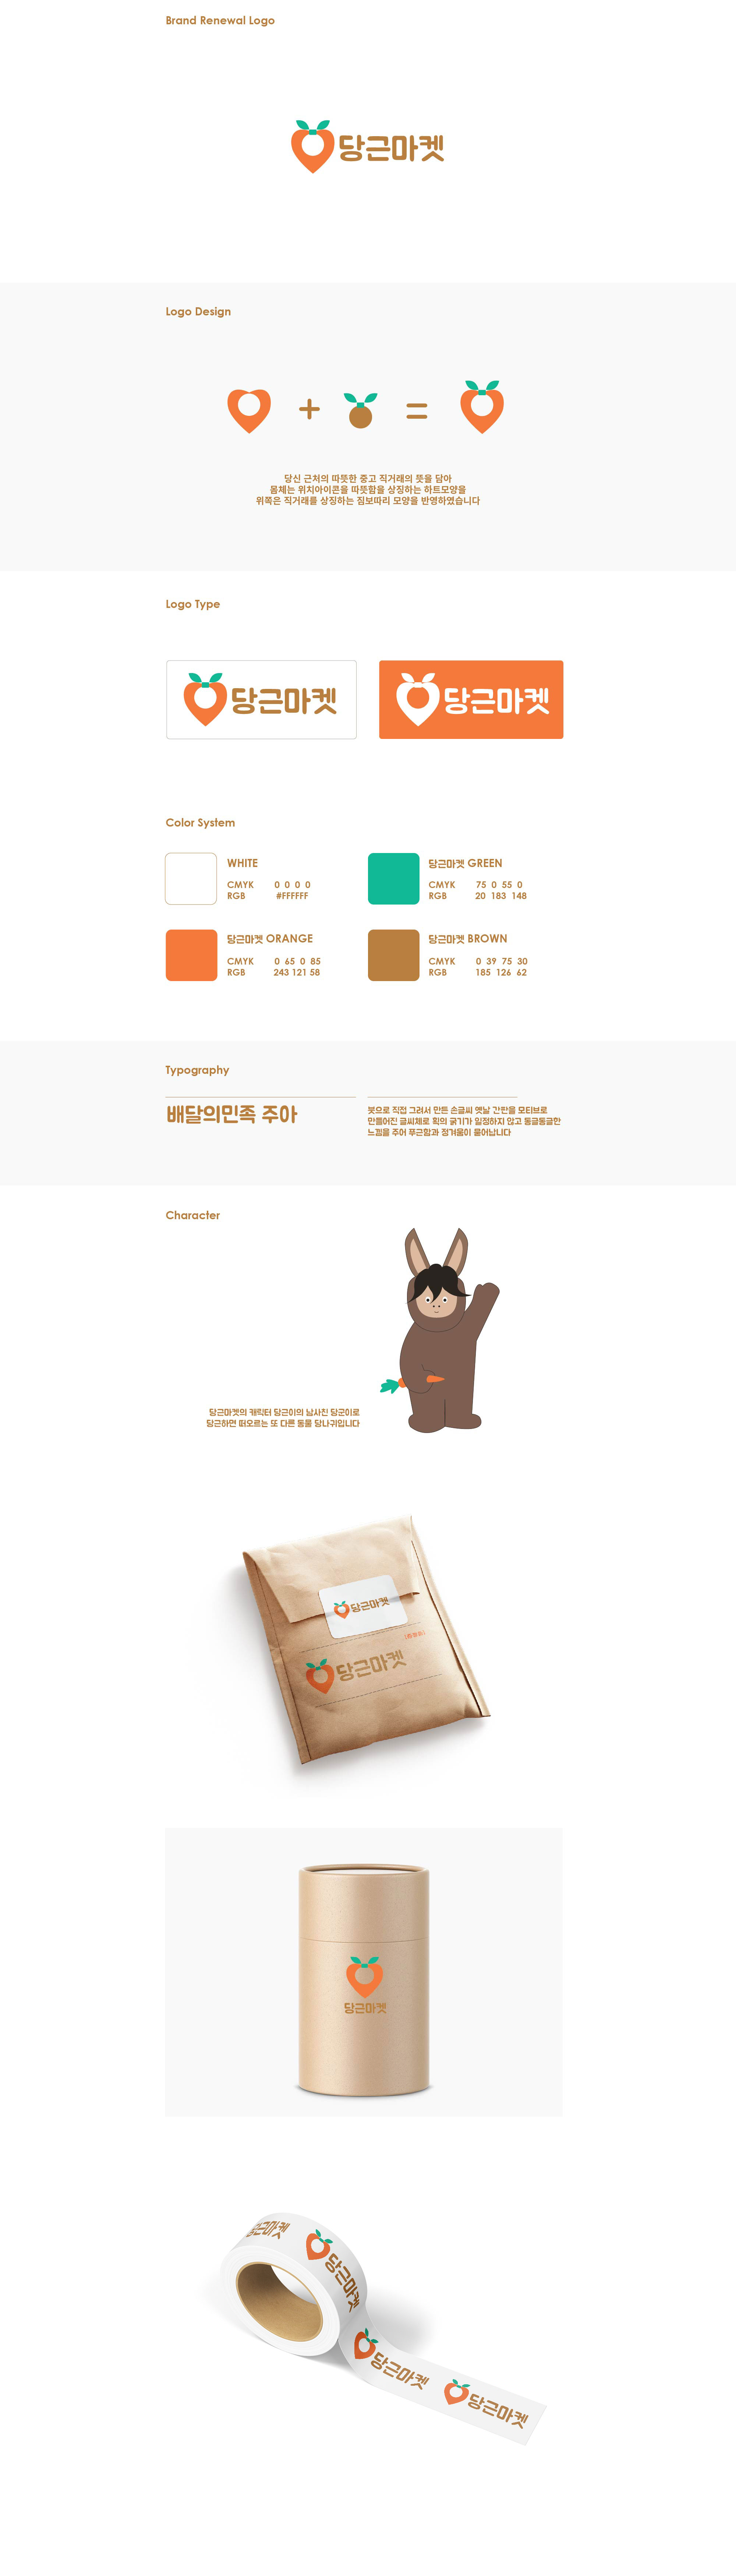 Brand Renewal Logo
당근마켓
Logo Design
당신 근처의 따뜻한 중고 직거래의 뜻을 담아
몸체는 위치아이콘을 따뜻함을 상징하는 하트모양을
위쪽은 직거래를 상징하는 짐보따리 모양을 반영하였습니다
Logo Type
당근마켓
당근마켓
Color System
WHITE
CMYK 0 0 0 0
RGB #FFFFFF
당근마켓 GREEN
CMYK 75 0 55 0
RGB 20 183 148
당근마켓 ORANGE
CMYK 0 65 0 85
RGB 243 121 58
당근마켓 BROWN
CMYK 0 39 75 30
RGB 185 126 62
Typography
배달의민족 주아
붓으로 직접 그려서 만든 손글씨 옛날 간판을 모티브로
만들어진 글씨체로 획의 굵기가 일정하지 않고 동글동글한
느낌을 주어 푸근함과 정겨움이 묻어납니다
Character
당근마켓의 캐릭터 당근이의 남사친 당군이로
당근하면 떠오르는 또 다른 동물 당나귀입니다
당근마켓
당근마켓
당근마켓
당근마켓
당근마켓
당근마켓
당근마켓